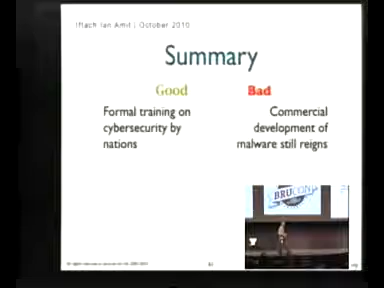 Iftach Ian Amit | October 2010
Summary
Good
Bad
Formal training on
cybersecurity by
nations
Commercial
development of
malware still reigns
BRUCON